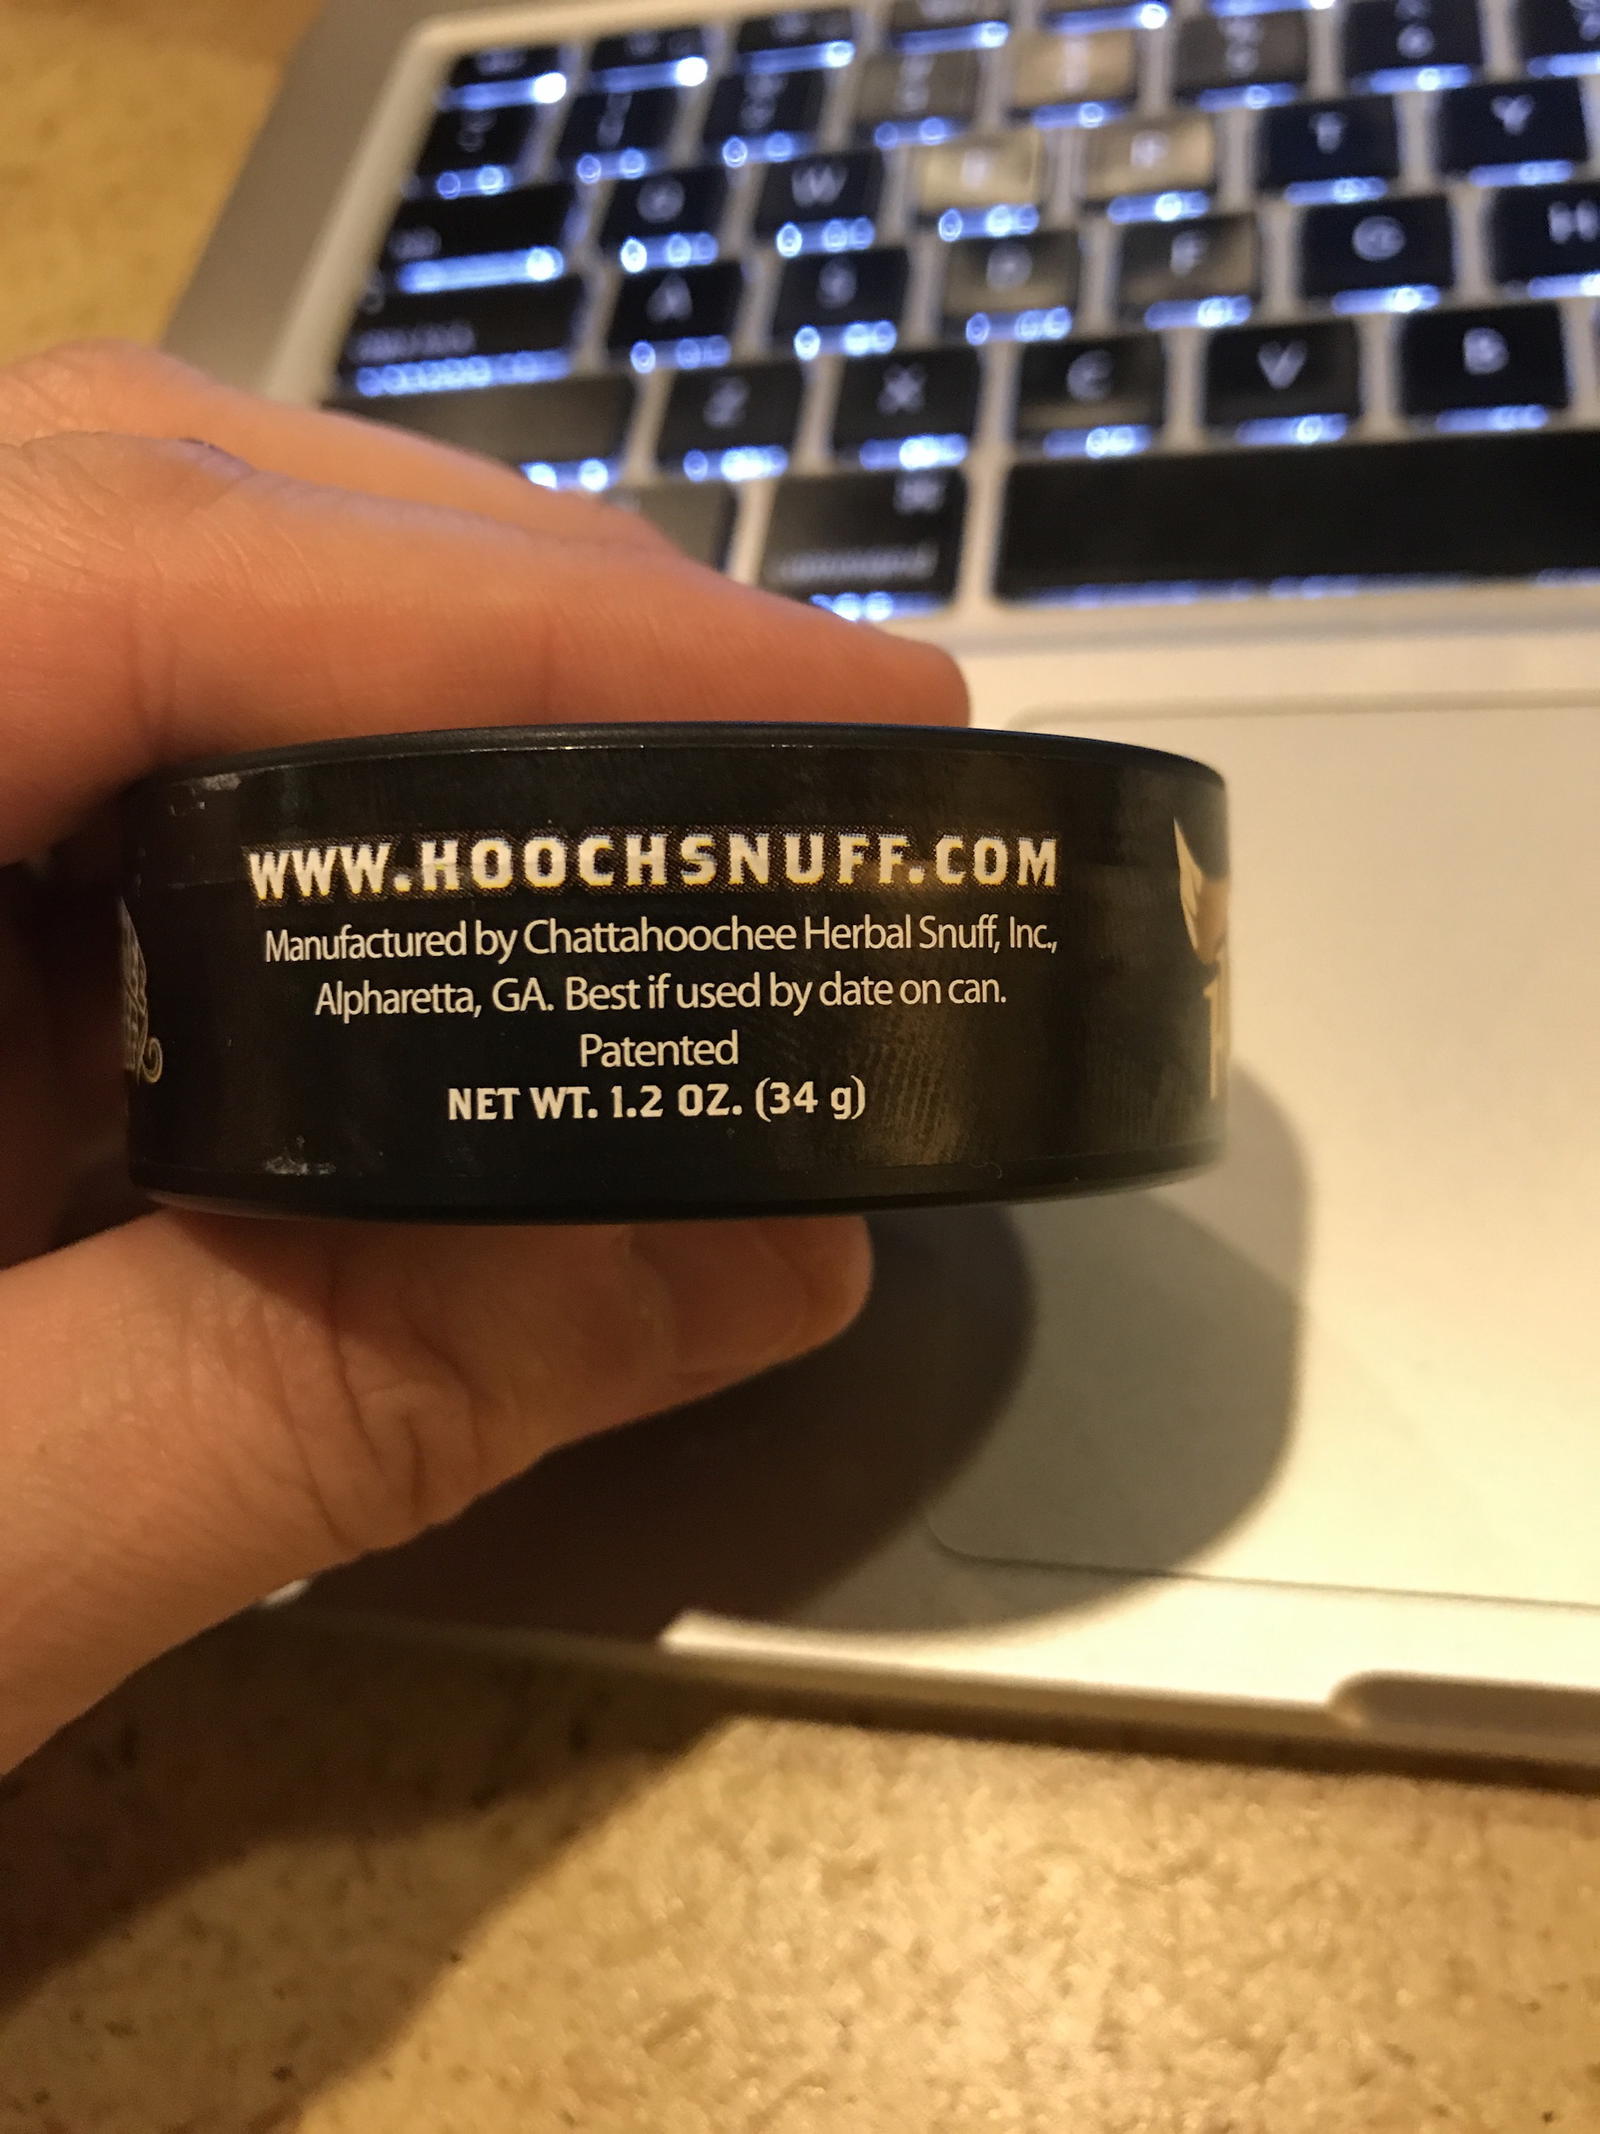 T Y
W
A S D F G H
Z X C V B
command
WWW.HOOCHSNUFF.COM
Manufactured by Chattahoochee Herbal Snuff, Inc.,
Alpharetta, GA. Best if used by date on can.
Patented
NET WT. 1.2 OZ. (34 g)